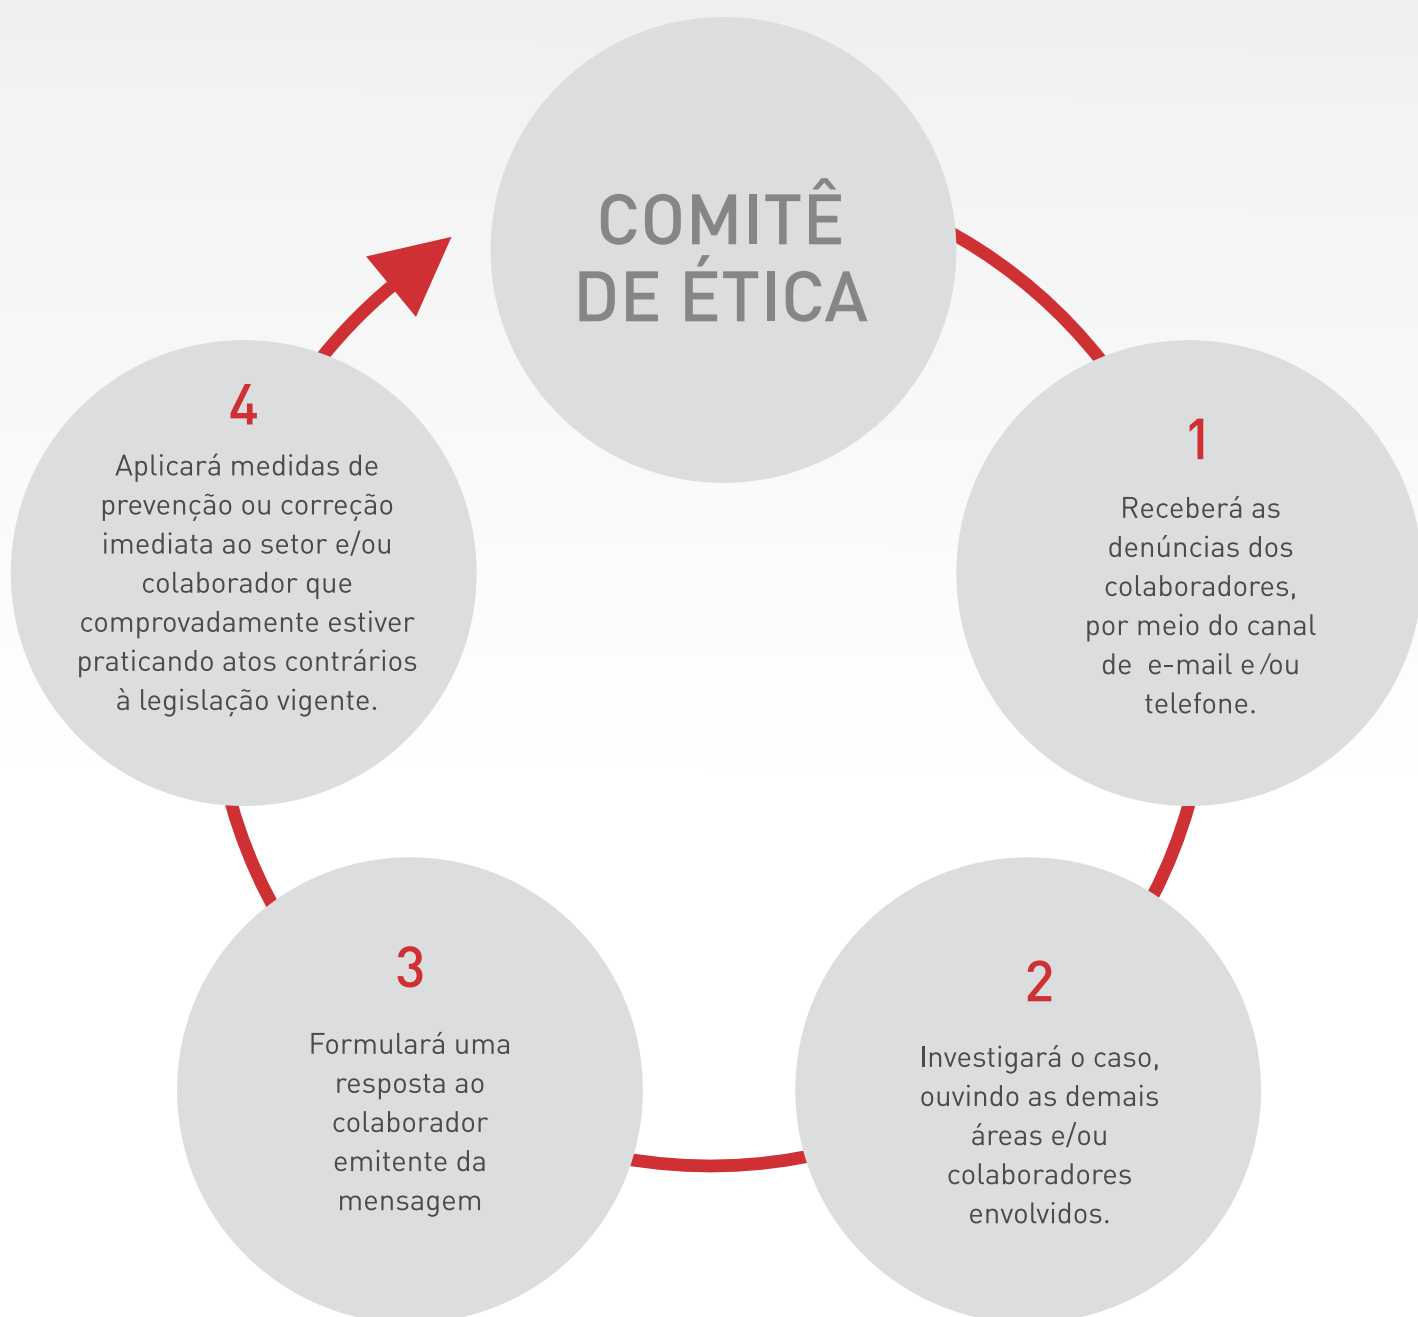 COMITÊ
DE ÉTICA
1
Receberá as
denúncias dos
colaboradores,
por meio do canal
de e-mail e/ou
telefone.
2
Investigará o caso,
ouvindo as demais
áreas e/ou
colaboradores
envolvidos.
3
Formulará uma
resposta ao
colaborador
emitente da
mensagem
4
Aplicará medidas de
prevenção ou correção
imediata ao setor e/ou
colaborador que
comprovadamente estiver
praticando atos contrários
à legislação vigente.